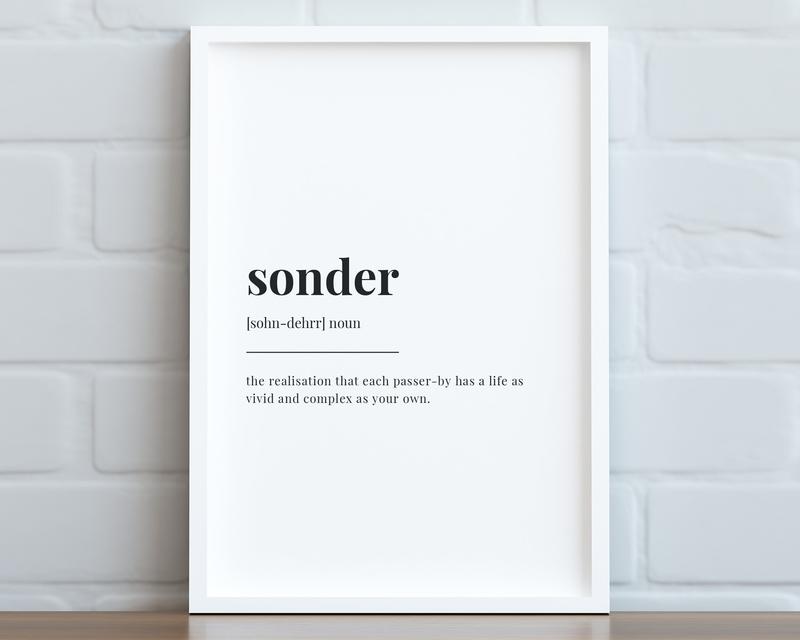 sonder
[sohn-dehrr] noun
the realisation that each passer-by has a life as
vivid and complex as your own.